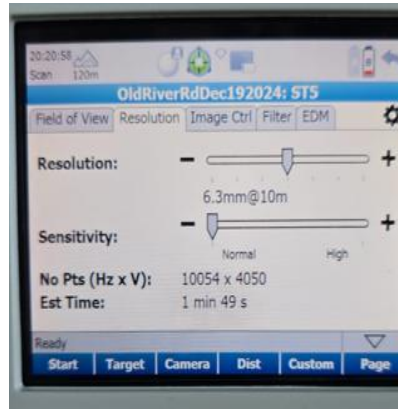 20:20:58
Scan 120m
OldRiverRdDec192024: ST5
Field of View Resolution Image Ctrl Filter EDM
Resolution: - +
6.3mm@10m
Sensitivity: - +
Normal High
No Pts (Hz x V): 10054 x 4050
Est Time: 1 min 49 s
Ready
Start Target Camera Dist Custom Page